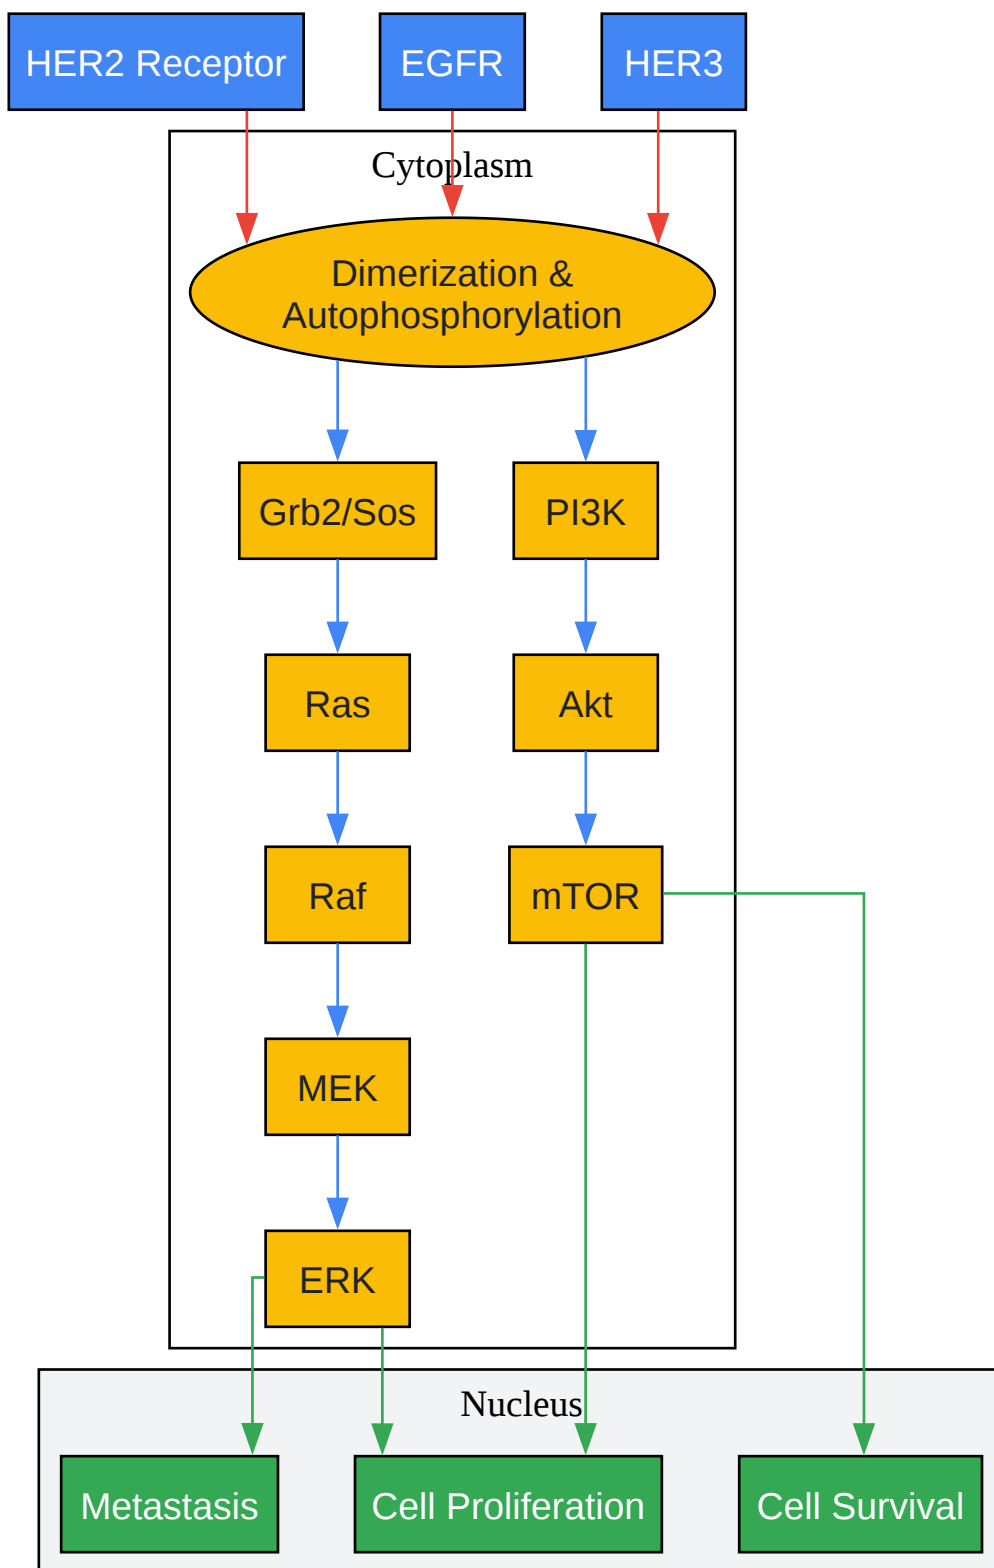 HER2 Receptor
EGFR
HER3
Cytoplasm
Dimerization &
Autophosphorylation
Grb2/Sos
PI3K
Ras
Akt
Raf
mTOR
MEK
ERK
Nucleus
Metastasis
Cell Proliferation
Cell Survival